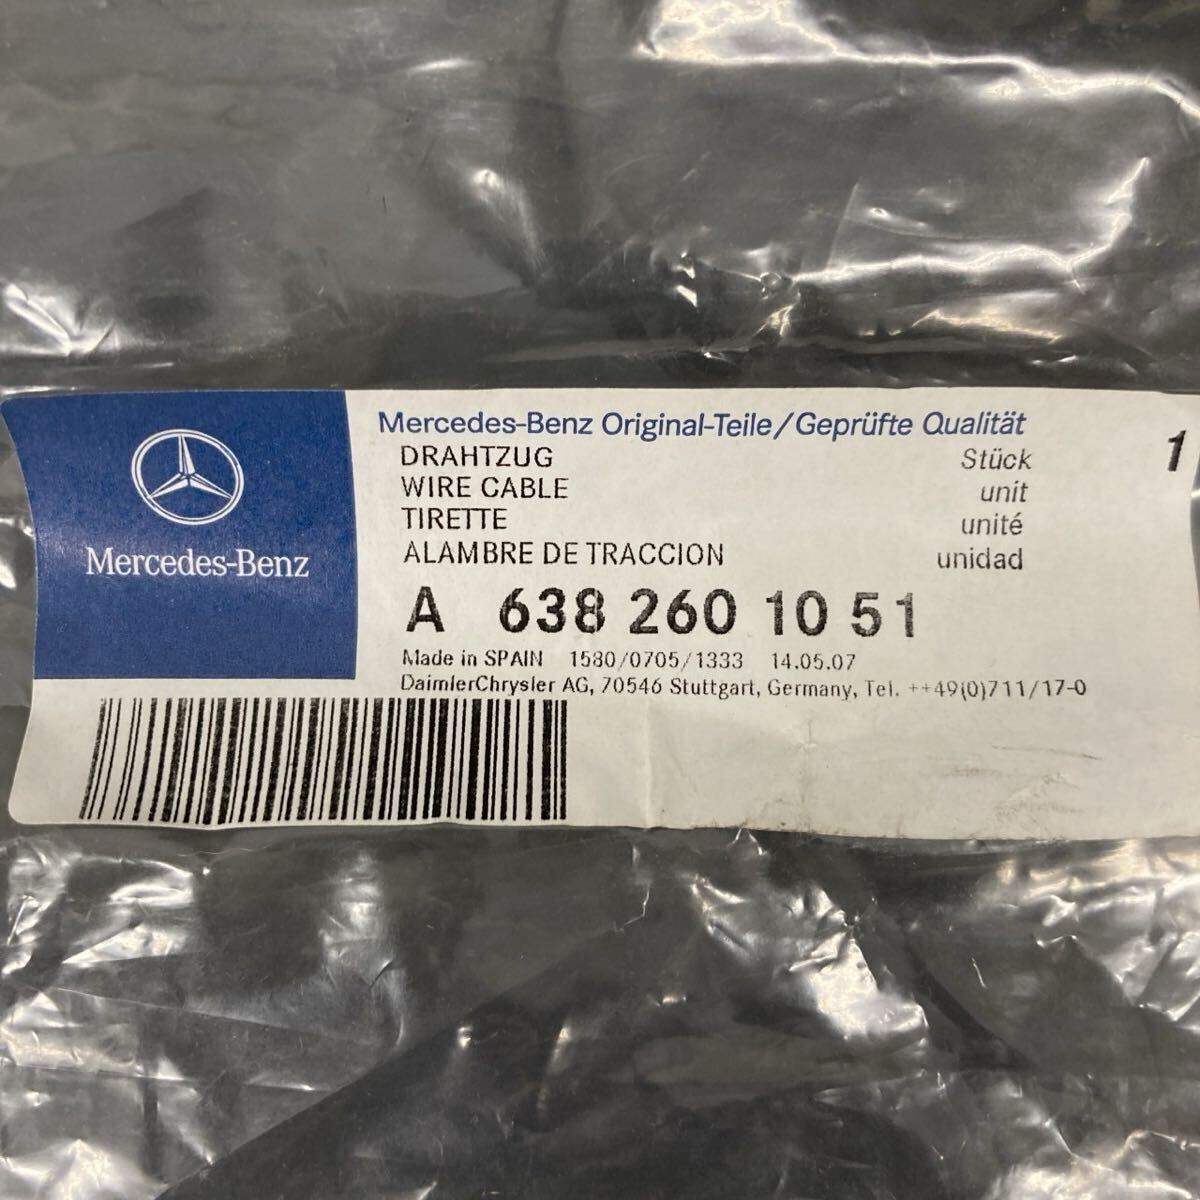 Mercedes-Benz
Mercedes-Benz Original-Teile/Geprüfte Qualität
DRAHTZUG Stück 1
WIRE CABLE unit
TIRETTE unité
ALAMBRE DE TRACCION unidad
A 638 260 10 51
Made in SPAIN 1580/0705/1333 14.05.07
DaimlerChrysler AG, 70546 Stuttgart, Germany, Tel. ++49(0)711/17-0